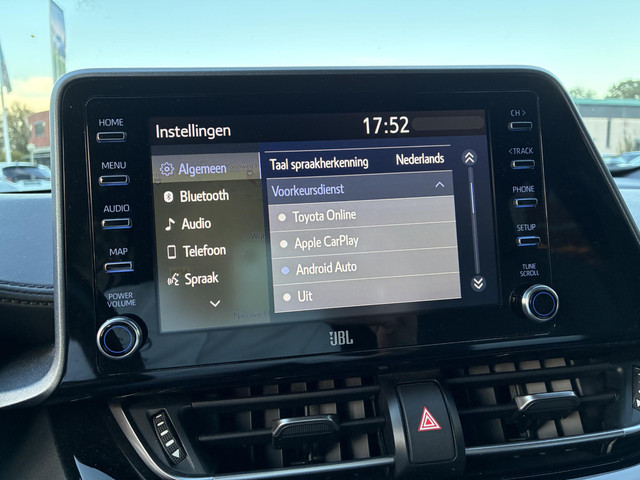 HOME
MENU
AUDIO
MAP
POWER
VOLUME
Instellingen
17:52
Algemeen
Bluetooth
Audio
Telefoon
Spraak
Taal spraakherkenning Nederlands
Voorkeursdienst
Toyota Online
Apple CarPlay
Android Auto
Uit
CH >
< TRACK
PHONE
SETUP
TUNE
SCROLL
JBL